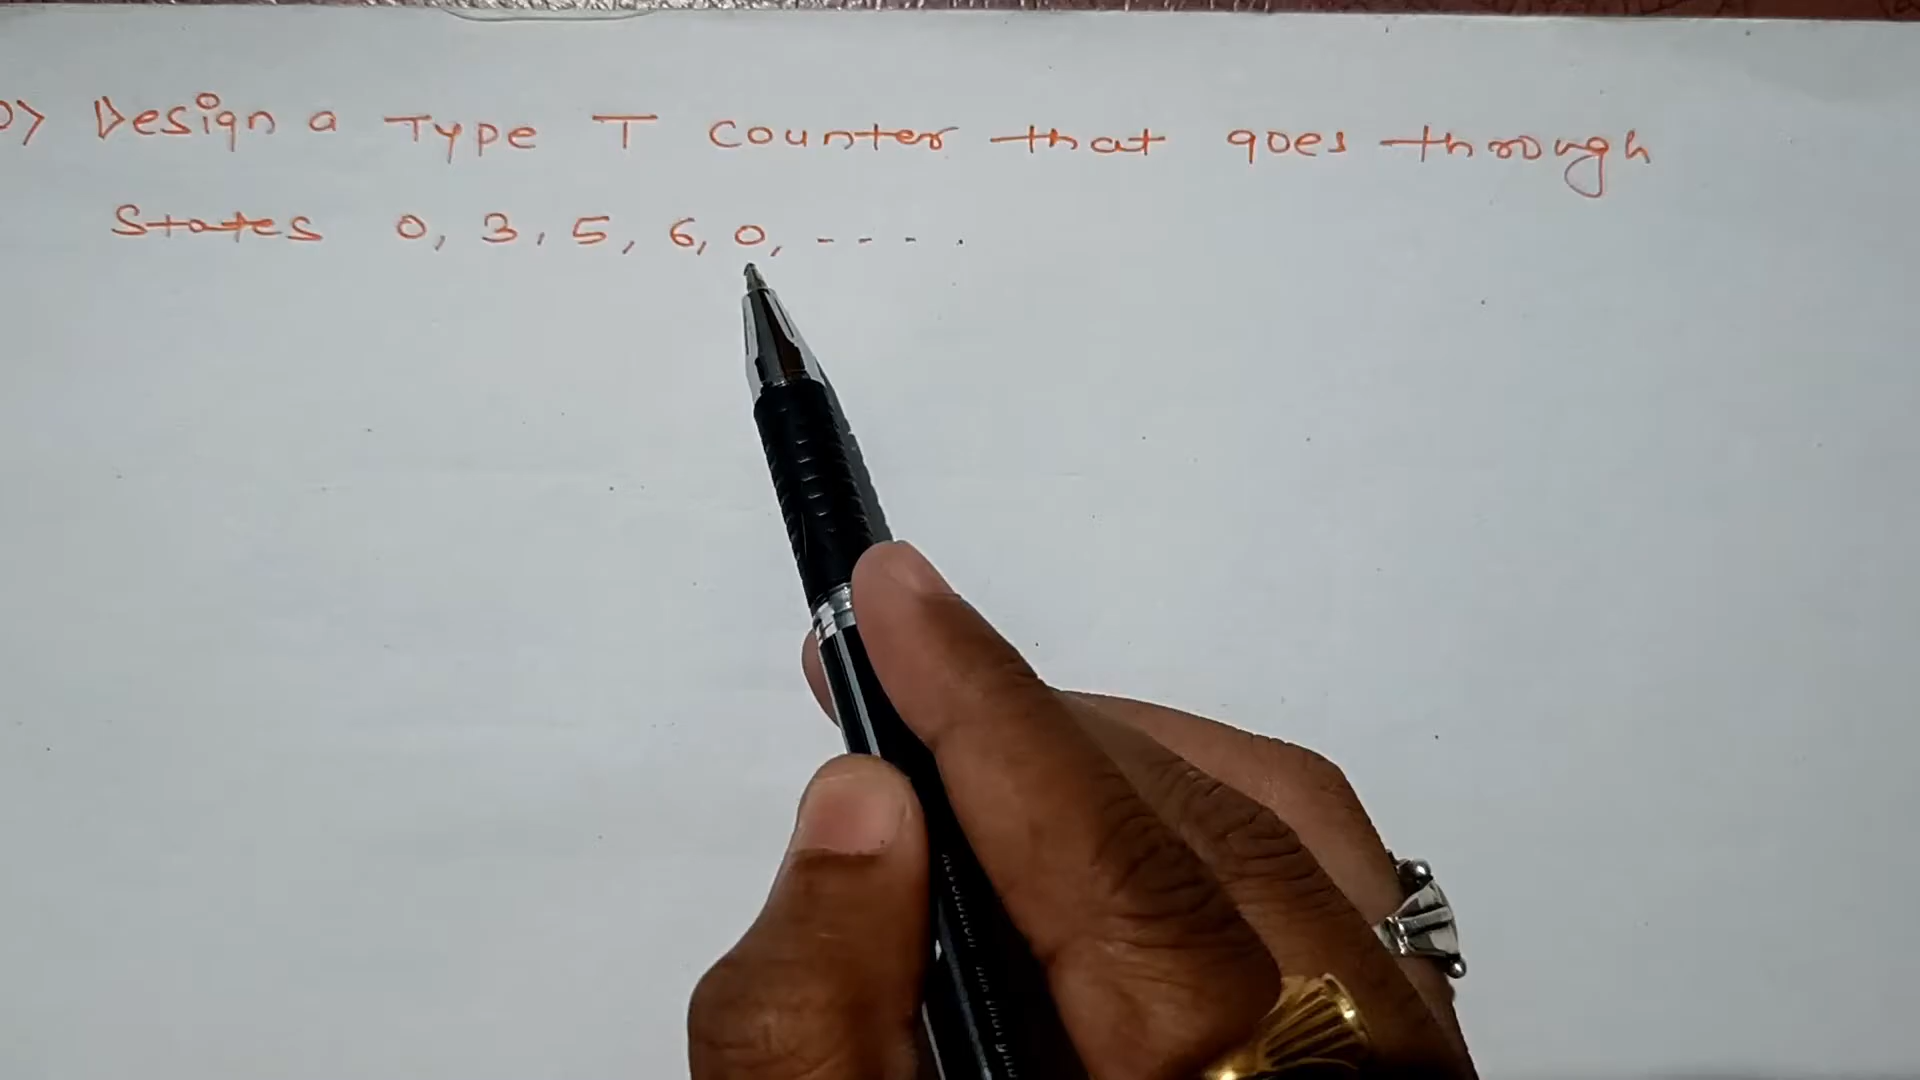 Design a Type T Counter that goes through
States 0, 3, 5, 6, 0, - - - .